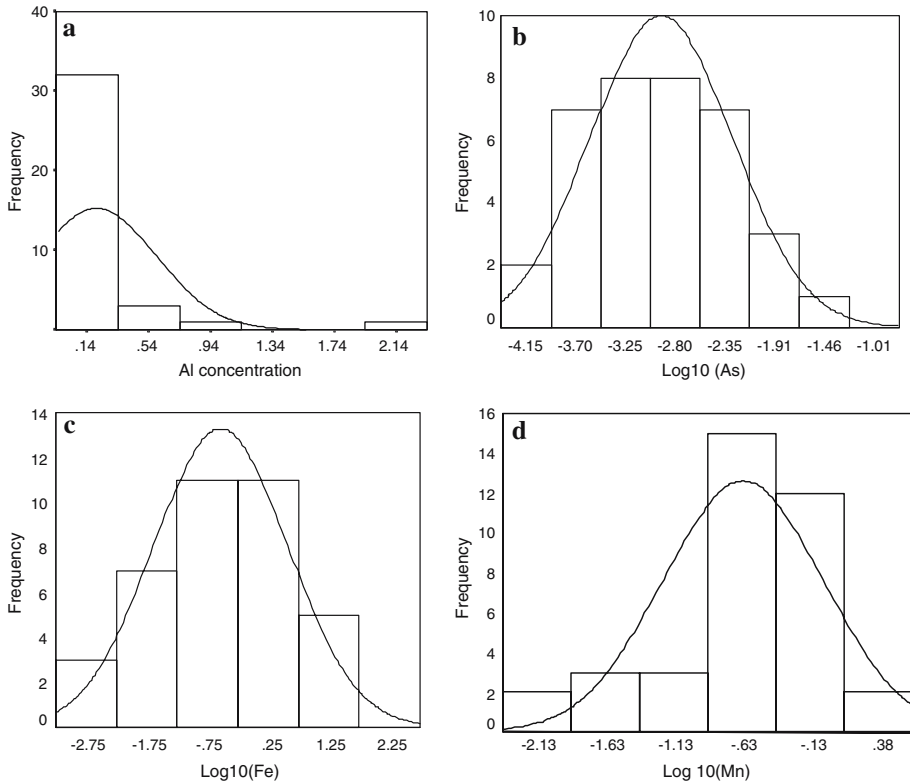 a
40
30
20
10
Frequency
.14 .54 .94 1.34 1.74 2.14
Al concentration
b
10
8
6
4
2
0
Frequency
-4.15 -3.70 -3.25 -2.80 -2.35 -1.91 -1.46 -1.01
Log10 (As)
c
14
12
10
8
6
4
2
0
Frequency
-2.75 -1.75 -.75 .25 1.25 2.25
Log10(Fe)
d
16
14
12
10
8
6
4
2
0
Frequency
-2.13 -1.63 -1.13 -.63 -.13 .38
Log 10(Mn)